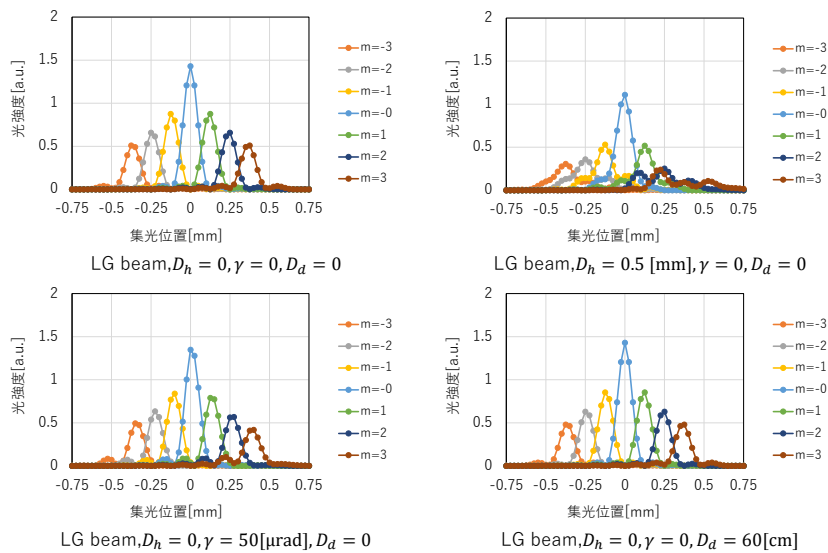 2
1.5
1
0.5
0
光強度[a.u.]
-0.75 -0.5 -0.25 0 0.25 0.5 0.75
集光位置[mm]
m=-3
m=-2
m=-1
m=-0
m=1
m=2
m=3
LG beam,D_h = 0, γ = 0, D_d = 0
2
1.5
1
0.5
0
光強度[a.u.]
-0.75 -0.5 -0.25 0 0.25 0.5 0.75
集光位置[mm]
m=-3
m=-2
m=-1
m=-0
m=1
m=2
m=3
LG beam,D_h = 0.5 [mm], γ = 0, D_d = 0
2
1.5
1
0.5
0
光強度[a.u.]
-0.75 -0.5 -0.25 0 0.25 0.5 0.75
集光位置[mm]
m=-3
m=-2
m=-1
m=-0
m=1
m=2
m=3
LG beam,D_h = 0, γ = 50[μrad], D_d = 0
2
1.5
1
0.5
0
光強度[a.u.]
-0.75 -0.5 -0.25 0 0.25 0.5 0.75
集光位置[mm]
m=-3
m=-2
m=-1
m=-0
m=1
m=2
m=3
LG beam,D_h = 0, γ = 0, D_d = 60[cm]